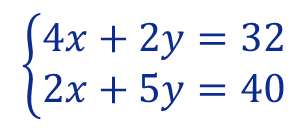 4x + 2y = 32
2x + 5y = 40